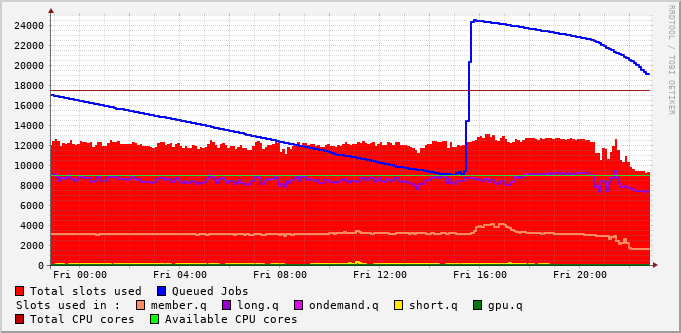 RRDTOOL / TOBI OETIKER
24000
22000
20000
18000
16000
14000
12000
10000
8000
6000
4000
2000
0
Fri 00:00 Fri 04:00 Fri 08:00 Fri 12:00 Fri 16:00 Fri 20:00
Total slots used Queued Jobs
Slots used in : member.q long.q ondemand.q short.q gpu.q
Total CPU cores Available CPU cores